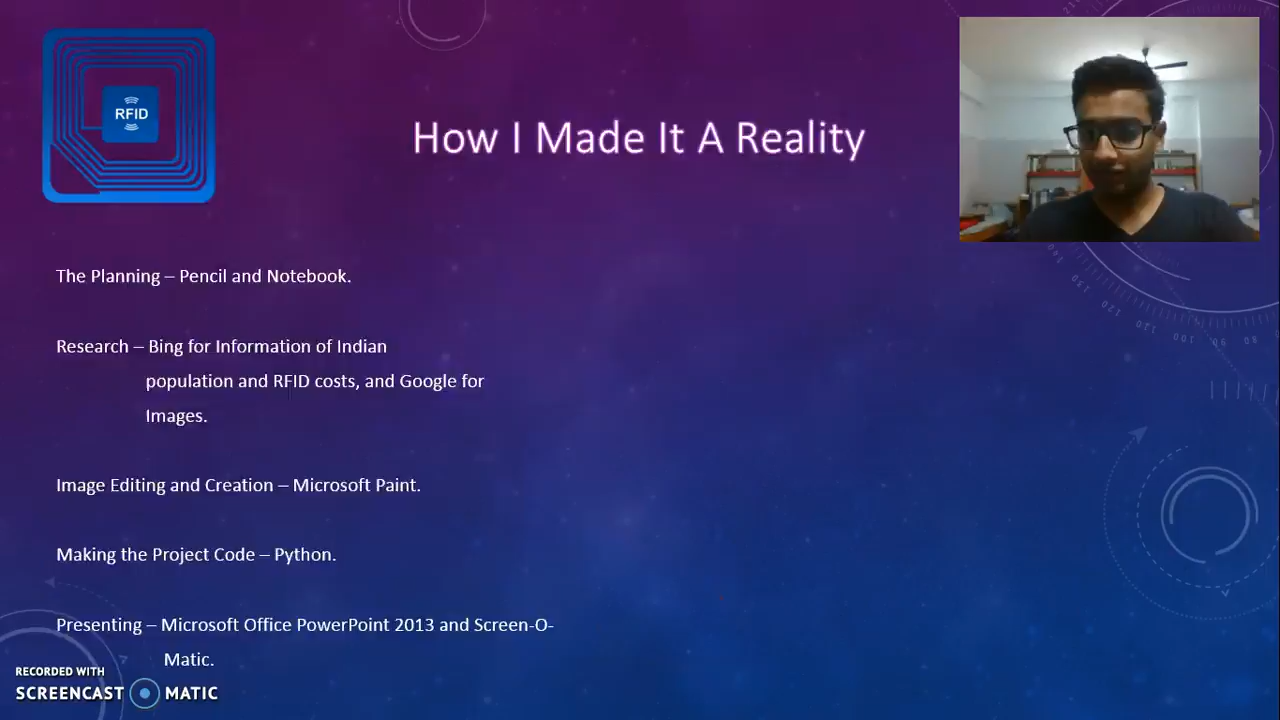 RFID
How I Made It A Reality
The Planning – Pencil and Notebook.
Research – Bing for Information of Indian
population and RFID costs, and Google for
Images.
Image Editing and Creation – Microsoft Paint.
Making the Project Code – Python.
Presenting – Microsoft Office PowerPoint 2013 and Screen-O-
Matic.
RECORDED WITH
SCREENCAST MATIC